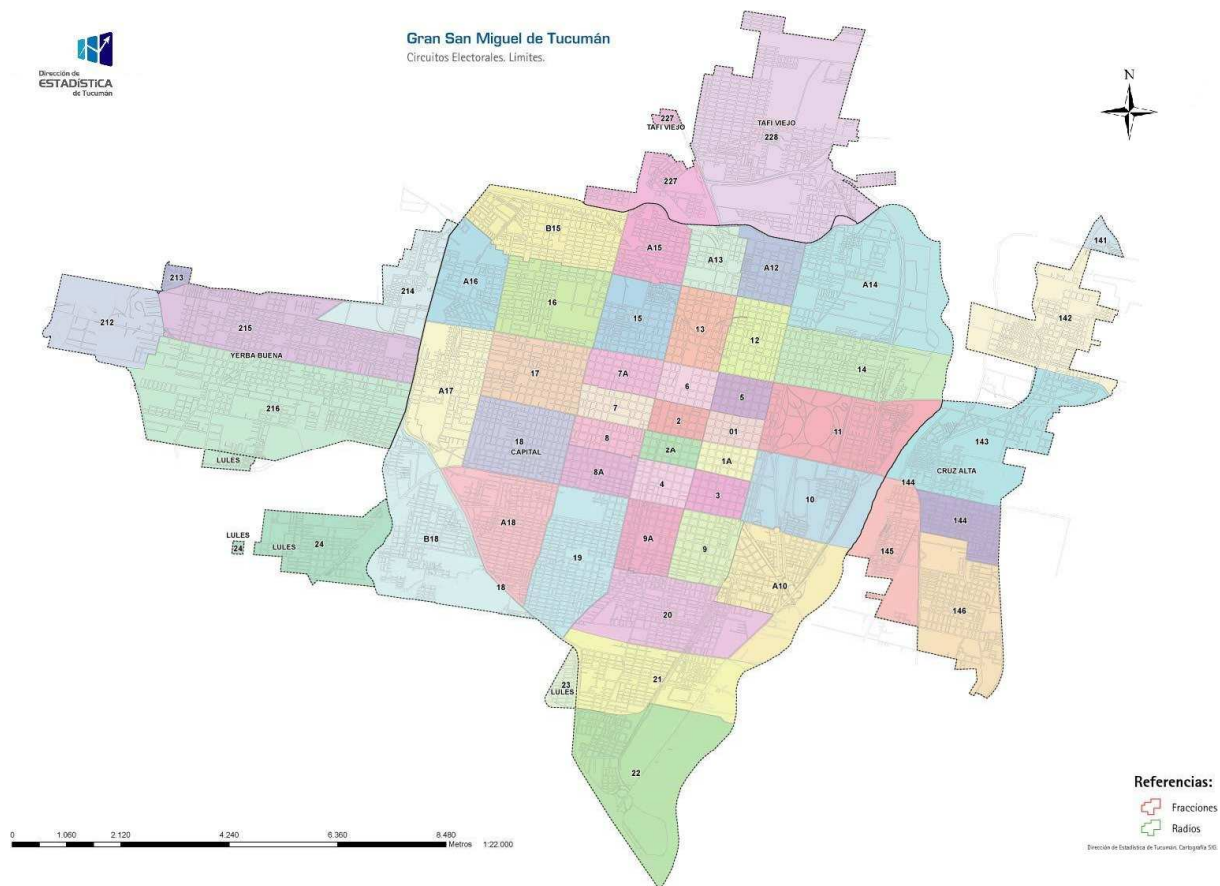 Dirección de
ESTADÍSTICA
de Tucumán
Gran San Miguel de Tucumán
Circuitos Electorales. Limites.
N
227
TAFI VIEJO
TAFI VIEJO
228
227
B15
A15
A13
A12
A14
141
142
213
212
214
215
YERBA BUENA
216
LULES
A16
16
15
13
12
14
A17
17
7A
6
5
7
2
01
11
18
CAPITAL
8
2A
1A
8A
4
3
10
143
CRUZ ALTA
144
144
145
146
LULES
24
LULES
24
B18
A18
18
19
9A
9
A10
20
21
23
LULES
22
Referencias:
Fracciones
Radios
Dirección de Estadística de Tucumán. Cartografía SIG.
0 1.060 2.120 4.240 6.360 8.480
Metros 1:22.000